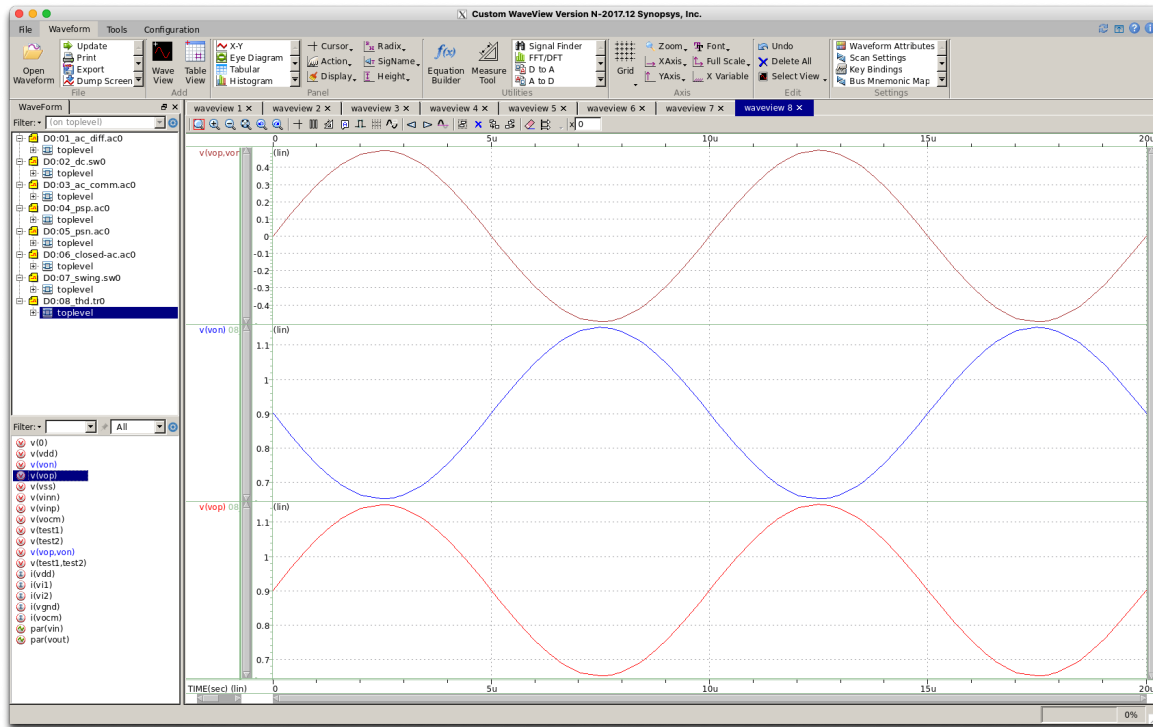 Custom WaveView Version N-2017.12 Synopsys, Inc.
File Waveform Tools Configuration
Open Waveform
Update
Print
Export
Dump Screen
File
Wave View
Table View
Add
X-Y
Eye Diagram
Tabular
Histogram
Cursor
Action
Display
Radix
SigName
Height
Panel
f(x)
Equation Builder
Measure Tool
Signal Finder
FFT/DFT
D to A
A to D
Utilities
Grid
Zoom
XAxis
YAxis
Font
Full Scale
X Variable
Axis
Undo
Delete All
Select View
Edit
Waveform Attributes
Scan Settings
Key Bindings
Bus Mnemonic Map
Settings
WaveForm
Filter: (on toplevel)
D0:01_ac_diff.ac0
toplevel
D0:02_dc.sw0
toplevel
D0:03_ac_comm.ac0
toplevel
D0:04_psp.ac0
toplevel
D0:05_psn.ac0
toplevel
D0:06_closed-ac.ac0
toplevel
D0:07_swing.sw0
toplevel
D0:08_thd.tr0
toplevel
Filter: All
v(0)
v(vdd)
v(von)
v(vop)
v(vss)
v(vinn)
v(vinp)
v(vocm)
v(test1)
v(test2)
v(vop,von)
v(test1,test2)
i(vdd)
i(vi1)
i(vi2)
i(vgnd)
i(vocm)
par(vin)
par(vout)
waveview 1 waveview 2 waveview 3 waveview 4 waveview 5 waveview 6 waveview 7 waveview 8
x 0
0 5u 10u 15u 20u
v(vop,von
(lin)
0.4
0.3
0.2
0.1
0
-0.1
-0.2
-0.3
-0.4
v(von) 08
(lin)
1.1
1
0.9
0.8
0.7
v(vop) 08
(lin)
1.1
1
0.9
0.8
0.7
TIME(sec) (lin)
0 5u 10u 15u 20u
0%